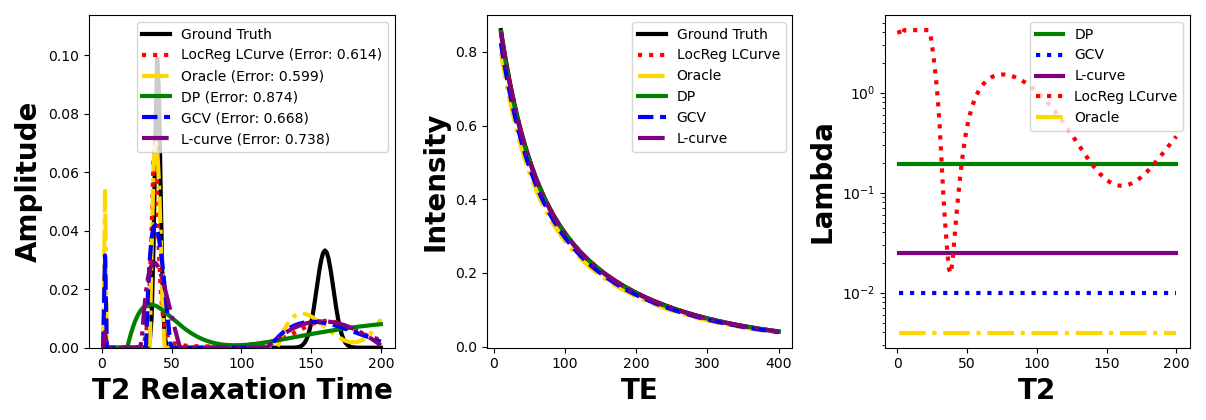 Amplitude
0.10
0.08
0.06
0.04
0.02
0.00
Ground Truth
LocReg LCurve (Error: 0.614)
Oracle (Error: 0.599)
DP (Error: 0.874)
GCV (Error: 0.668)
L-curve (Error: 0.738)
0 50 100 150 200
T2 Relaxation Time
Intensity
0.8
0.6
0.4
0.2
0.0
Ground Truth
LocReg LCurve
Oracle
DP
GCV
L-curve
0 100 200 300 400
TE
Lambda
10⁰
10⁻¹
10⁻²
DP
GCV
L-curve
LocReg LCurve
Oracle
0 50 100 150 200
T2